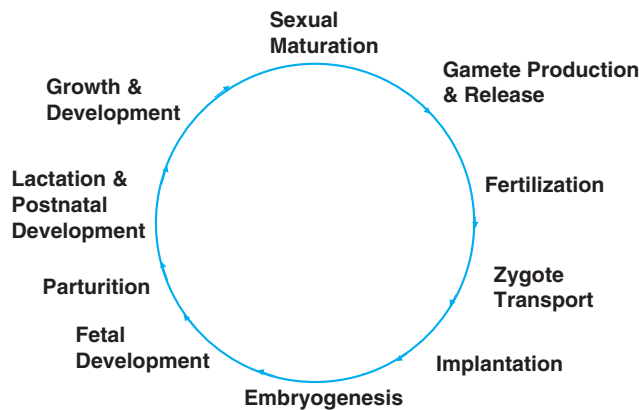 Sexual
Maturation
Gamete Production
& Release
Fertilization
Zygote
Transport
Implantation
Embryogenesis
Fetal
Development
Parturition
Lactation &
Postnatal
Development
Growth &
Development